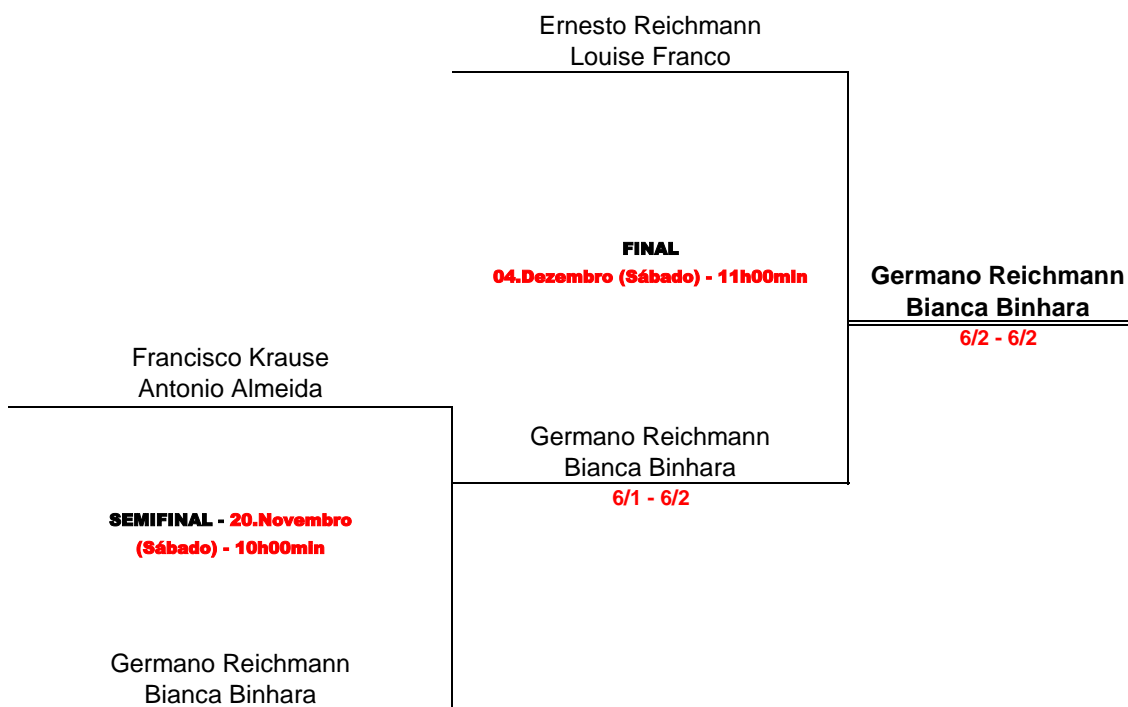 Ernesto Reichmann
Louise Franco
FINAL
04.Dezembro (Sábado) - 11h00min
Germano Reichmann
Bianca Binhara
6/2 - 6/2
Francisco Krause
Antonio Almeida
Germano Reichmann
Bianca Binhara
6/1 - 6/2
SEMIFINAL - 20.Novembro
(Sábado) - 10h00min
Germano Reichmann
Bianca Binhara